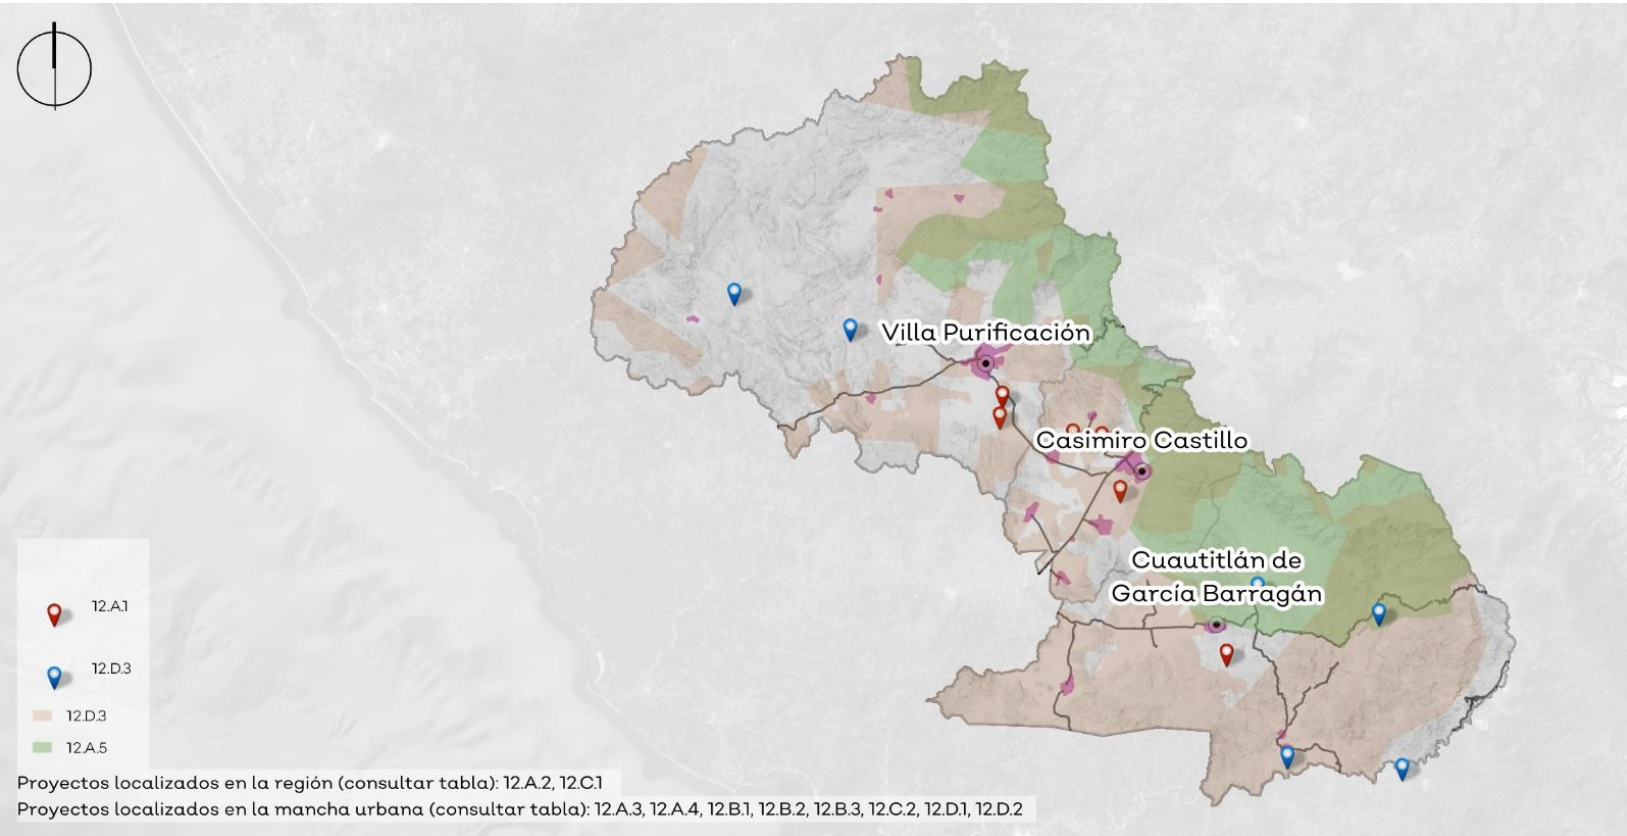 Villa Purificación
Casimiro Castillo
Cuautitlán de
García Barragán
12.A.1
12.D.3
12.D.3
12.A.5
Proyectos localizados en la región (consultar tabla): 12.A.2, 12.C.1
Proyectos localizados en la mancha urbana (consultar tabla): 12.A.3, 12.A.4, 12.B.1, 12.B.2, 12.B.3, 12.C.2, 12.D.1, 12.D.2